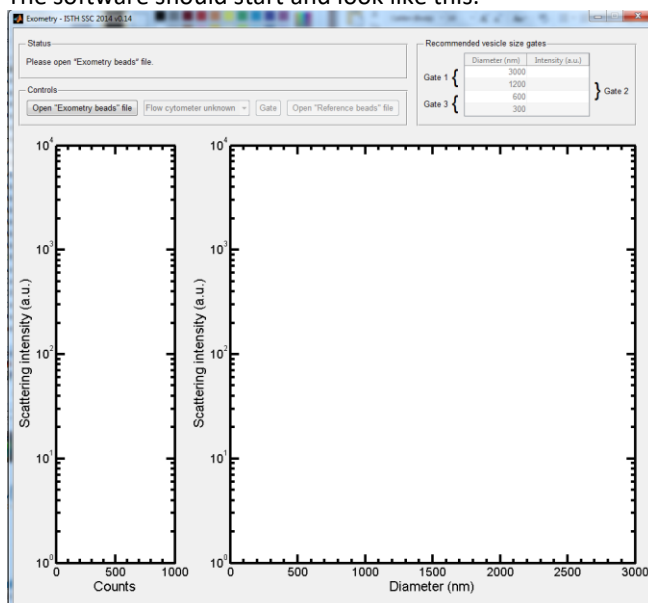 The software should start and look like this:
Exometry - ISTH SSC 2014 v0.14
Status
Please open "Exometry beads" file.
Controls
Open "Exometry beads" file
Flow cytometer unknown
Gate
Open "Reference beads" file
Recommended vesicle size gates
Diameter (nm) Intensity (a.u.)
Gate 1 {
3000
1200
Gate 3 {
600
300
} Gate 2
Scattering intensity (a.u.)
10⁴
10³
10²
10¹
10⁰
0 500 1000
Counts
Scattering intensity (a.u.)
10⁴
10³
10²
10¹
10⁰
0 500 1000 1500 2000 2500 3000
Diameter (nm)